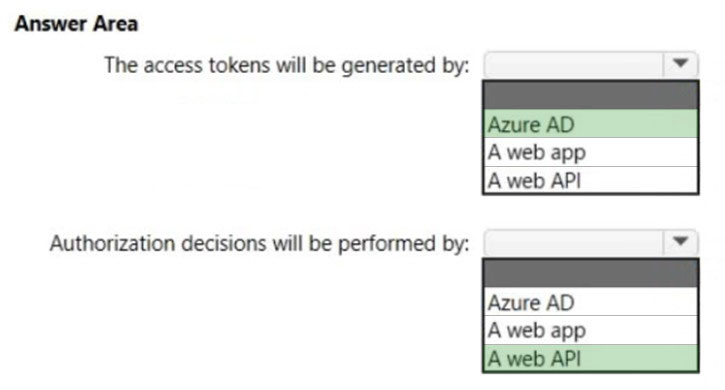 Answer Area
The access tokens will be generated by:
Azure AD
A web app
A web API
Authorization decisions will be performed by:
Azure AD
A web app
A web API